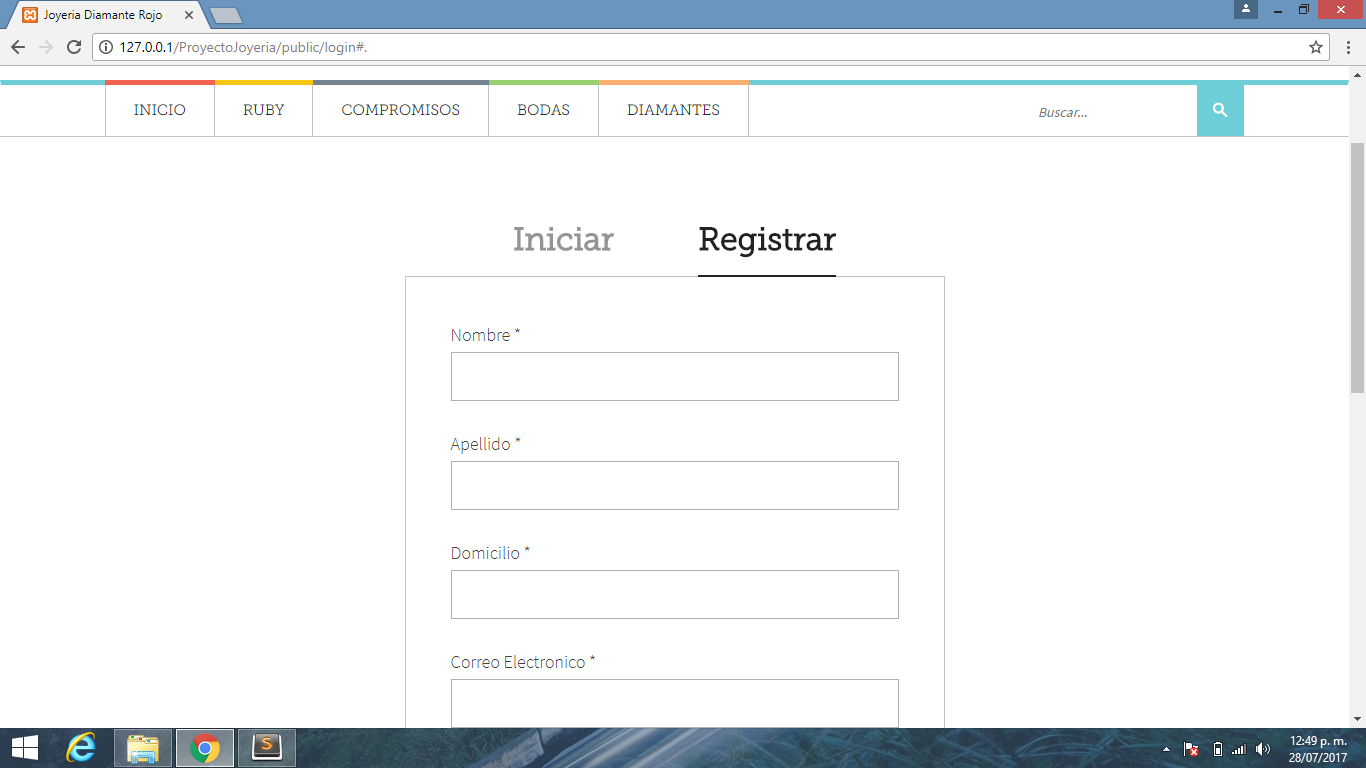 Joyeria Diamante Rojo
127.0.0.1/ProyectoJoyeria/public/login#.
INICIO RUBY COMPROMISOS BODAS DIAMANTES Buscar...
Iniciar Registrar
Nombre *
Apellido *
Domicilio *
Correo Electronico *
12:49 p. m.
28/07/2017